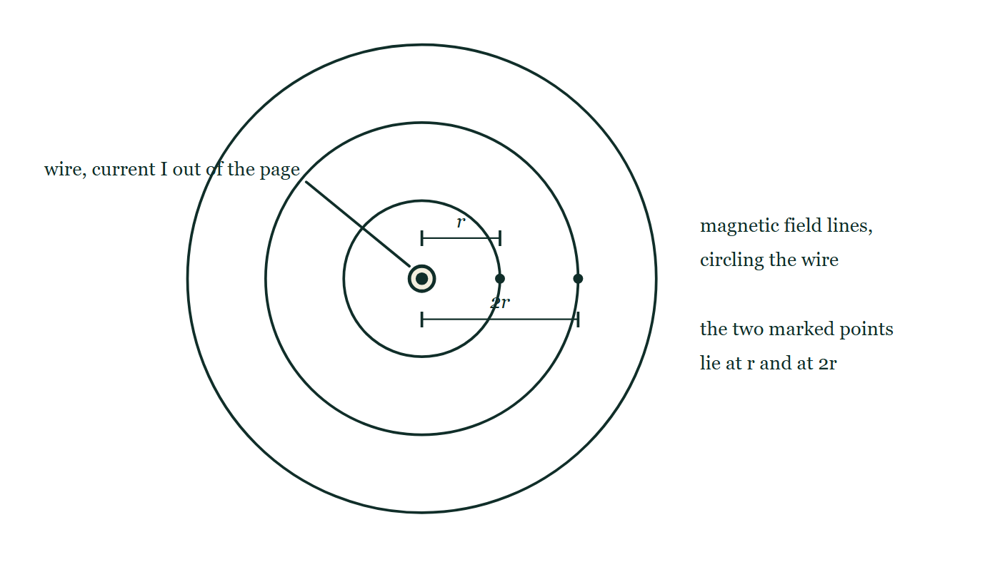 wire, current I out of the page
r
2r
magnetic field lines,
circling the wire
the two marked points
lie at r and at 2r